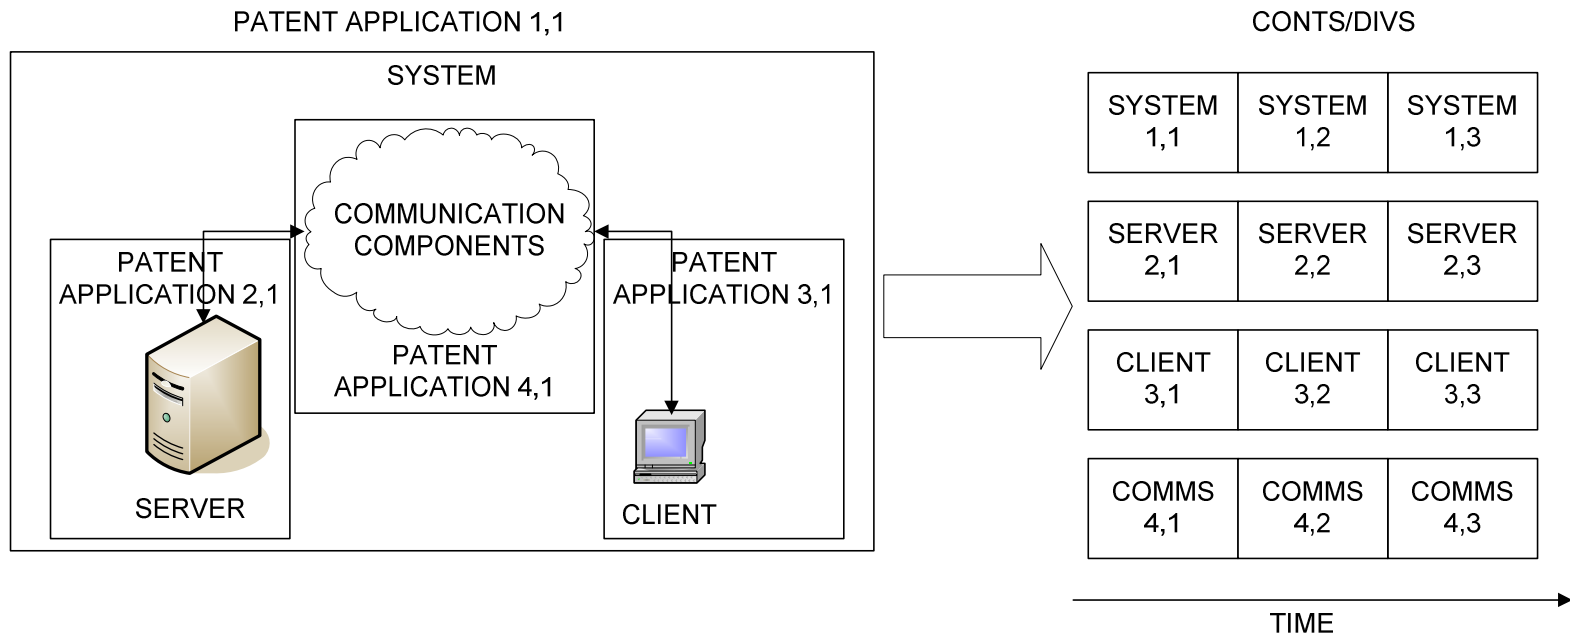 PATENT APPLICATION 1,1
SYSTEM
COMMUNICATION
COMPONENTS
PATENT
APPLICATION 2,1
PATENT
APPLICATION 3,1
PATENT
APPLICATION 4,1
SERVER
CLIENT
CONTS/DIVS
SYSTEM
1,1
SYSTEM
1,2
SYSTEM
1,3
SERVER
2,1
SERVER
2,2
SERVER
2,3
CLIENT
3,1
CLIENT
3,2
CLIENT
3,3
COMMS
4,1
COMMS
4,2
COMMS
4,3
TIME